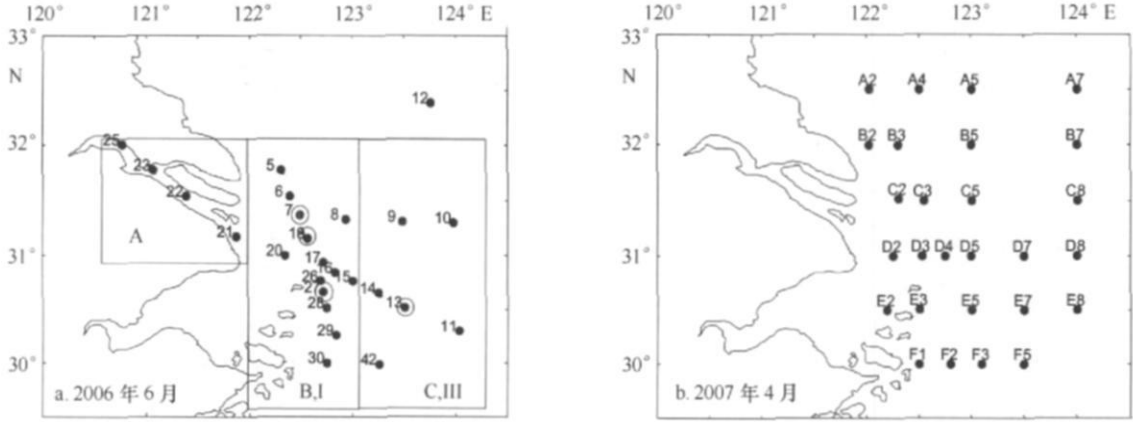 120° 121° 122° 123° 124° E
33°
N
32°
31°
30°
12
25
23
22
21
A
5
6
7
18
8
9
10
20
17
16
15
14
13
26
27
28
29
30
42
11
a. 2006 年 6 月
B,I
C,III
120° 121° 122° 123° 124° E
33°
N
32°
31°
30°
A2 A4 A5 A7
B2 B3 B5 B7
C2 C3 C5 C8
D2 D3 D4 D5 D7 D8
E2 E3 E5 E7 E8
F1 F2 F3 F5
b. 2007 年 4 月